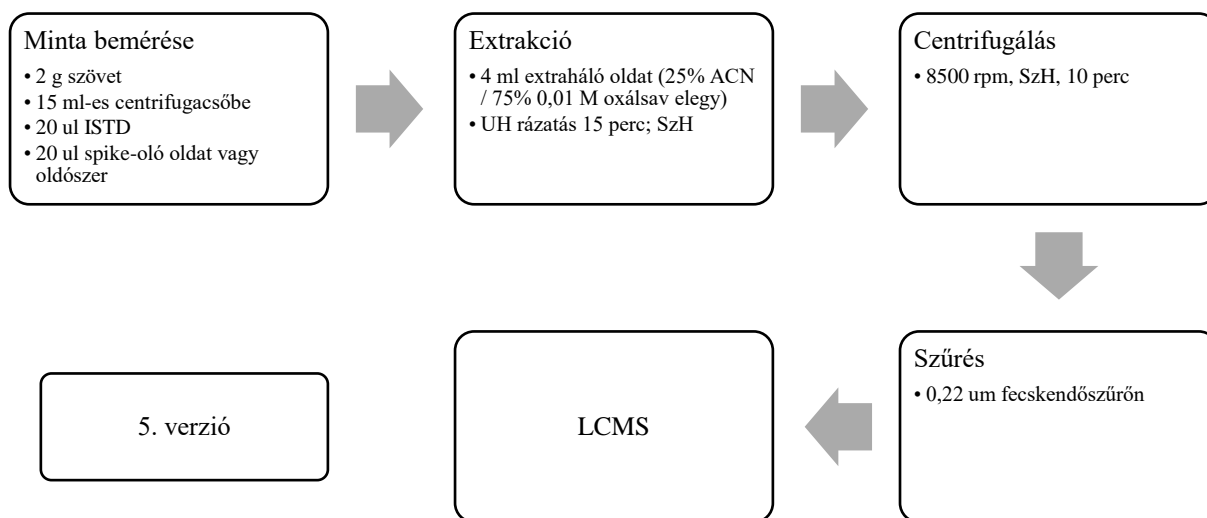 Minta bemérése
• 2 g szövet
• 15 ml-es centrifugacsőbe
• 20 ul ISTD
• 20 ul spike-oló oldat vagy
oldószer
Extrakció
• 4 ml extraháló oldat (25% ACN
/ 75% 0,01 M oxálsav elegy)
• UH rázatás 15 perc; SzH
Centrifugálás
• 8500 rpm, SzH, 10 perc
Szűrés
• 0,22 um fecskendőszűrőn
LCMS
5. verzió